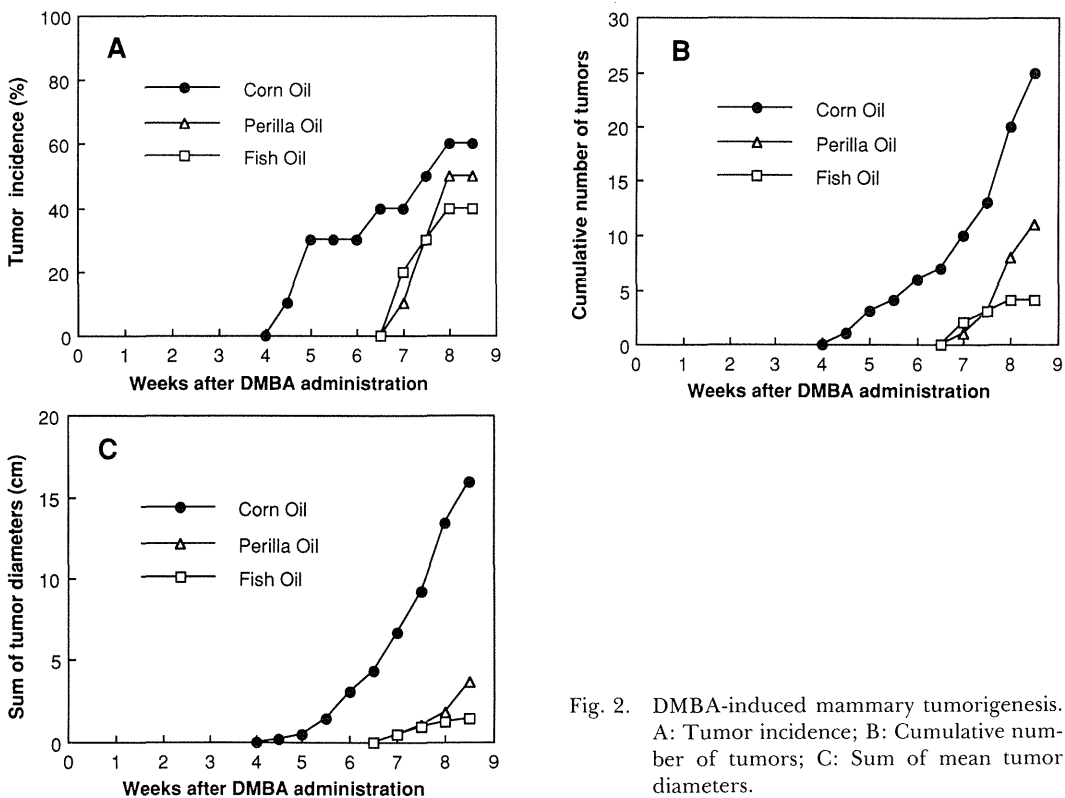 A
Tumor incidence (%)
100
80
60
40
20
0
Corn Oil
Perilla Oil
Fish Oil
0 1 2 3 4 5 6 7 8 9
Weeks after DMBA administration
B
Cumulative number of tumors
30
25
20
15
10
5
0
Corn Oil
Perilla Oil
Fish Oil
0 1 2 3 4 5 6 7 8 9
Weeks after DMBA administration
C
Sum of tumor diameters (cm)
20
15
10
5
0
Corn Oil
Perilla Oil
Fish Oil
0 1 2 3 4 5 6 7 8 9
Weeks after DMBA administration
Fig. 2. DMBA-induced mammary tumorigenesis.
A: Tumor incidence; B: Cumulative num-
ber of tumors; C: Sum of mean tumor
diameters.